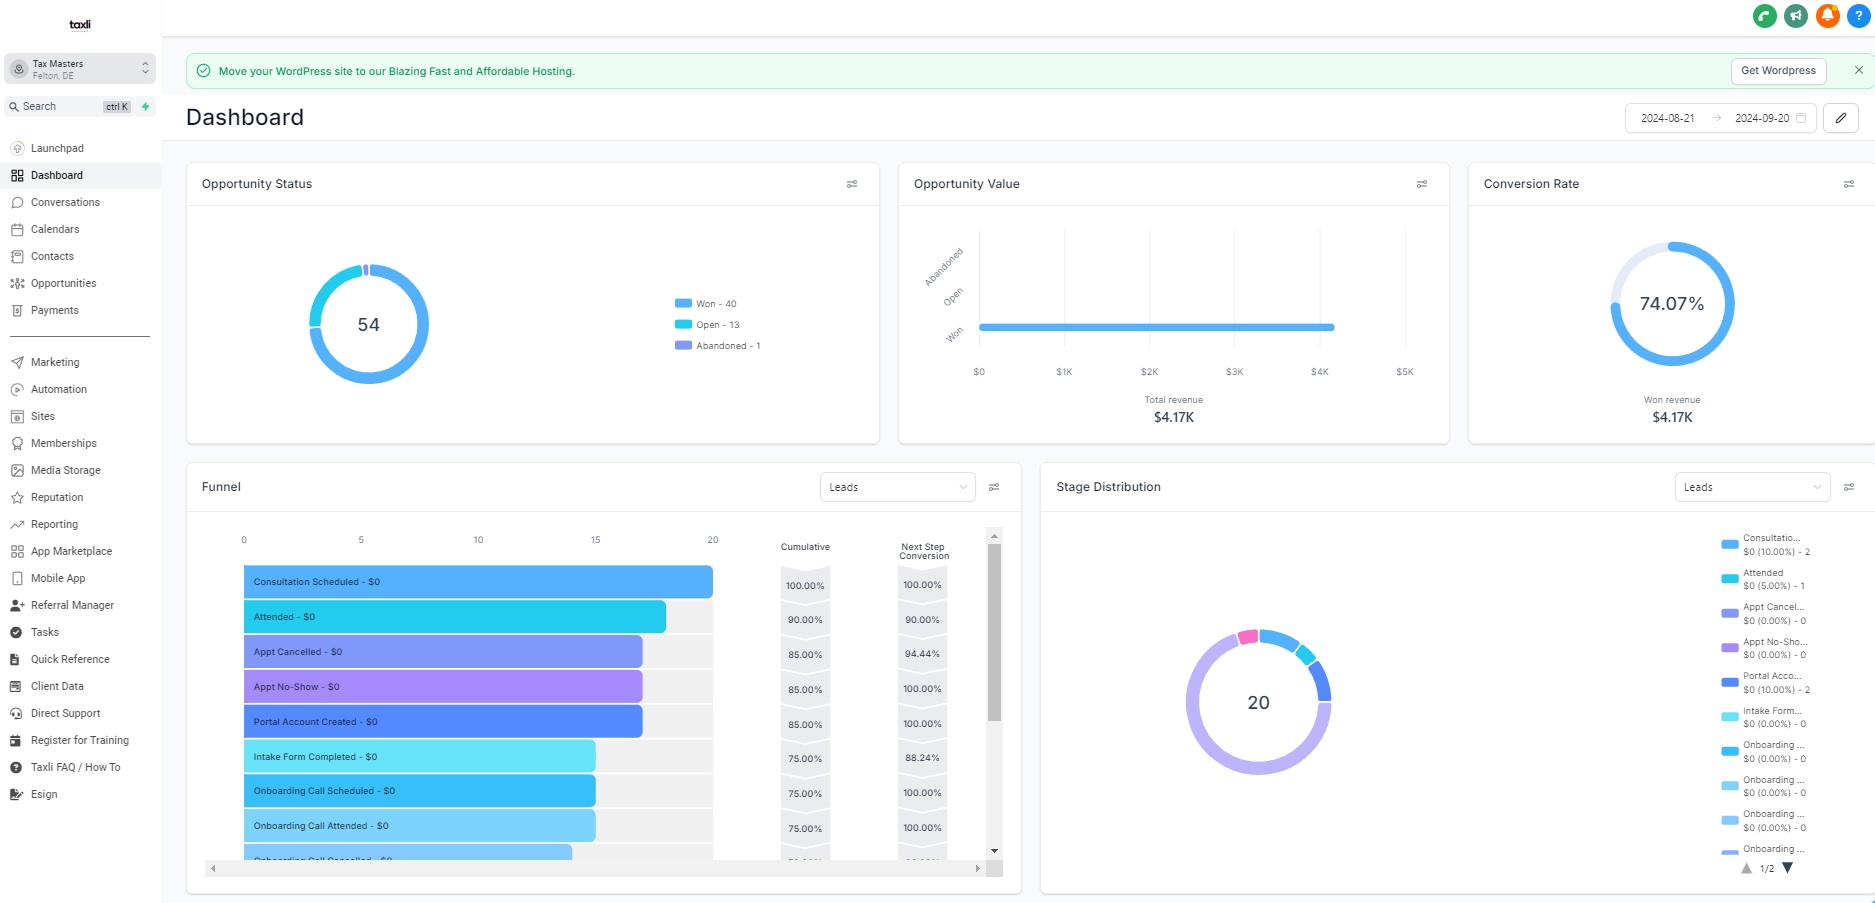 taxli
Tax Masters
Felton, DE
Search
ctrl K
Launchpad
Dashboard
Conversations
Calendars
Contacts
Opportunities
Payments
Marketing
Automation
Sites
Memberships
Media Storage
Reputation
Reporting
App Marketplace
Mobile App
Referral Manager
Tasks
Quick Reference
Client Data
Direct Support
Register for Training
Taxli FAQ / How To
Esign
?
Move your WordPress site to our Blazing Fast and Affordable Hosting.
Get Wordpress
Dashboard
2024-08-21
2024-09-20
Opportunity Status
54
Won - 40
Open - 13
Abandoned - 1
Opportunity Value
Abandoned
Open
Won
$0 $1K $2K $3K $4K $5K
Total revenue
$4.17K
Conversion Rate
74.07%
Won revenue
$4.17K
Funnel
Leads
0 5 10 15 20
Cumulative
Next Step
Conversion
Consultation Scheduled - $0 100.00% 100.00%
Attended - $0 90.00% 90.00%
Appt Cancelled - $0 85.00% 94.44%
Appt No-Show - $0 85.00% 100.00%
Portal Account Created - $0 85.00% 100.00%
Intake Form Completed - $0 75.00% 88.24%
Onboarding Call Scheduled - $0 75.00% 100.00%
Onboarding Call Attended - $0 75.00% 100.00%
Onboarding Call Cancelled - $0
Stage Distribution
Leads
20
Consultatio...
$0 (10.00%) - 2
Attended
$0 (5.00%) - 1
Appt Cancel...
$0 (0.00%) - 0
Appt No-Sho...
$0 (0.00%) - 0
Portal Acco...
$0 (10.00%) - 2
Intake Form...
$0 (0.00%) - 0
Onboarding ...
$0 (0.00%) - 0
Onboarding ...
$0 (0.00%) - 0
Onboarding ...
$0 (0.00%) - 0
Onboarding ...
1/2